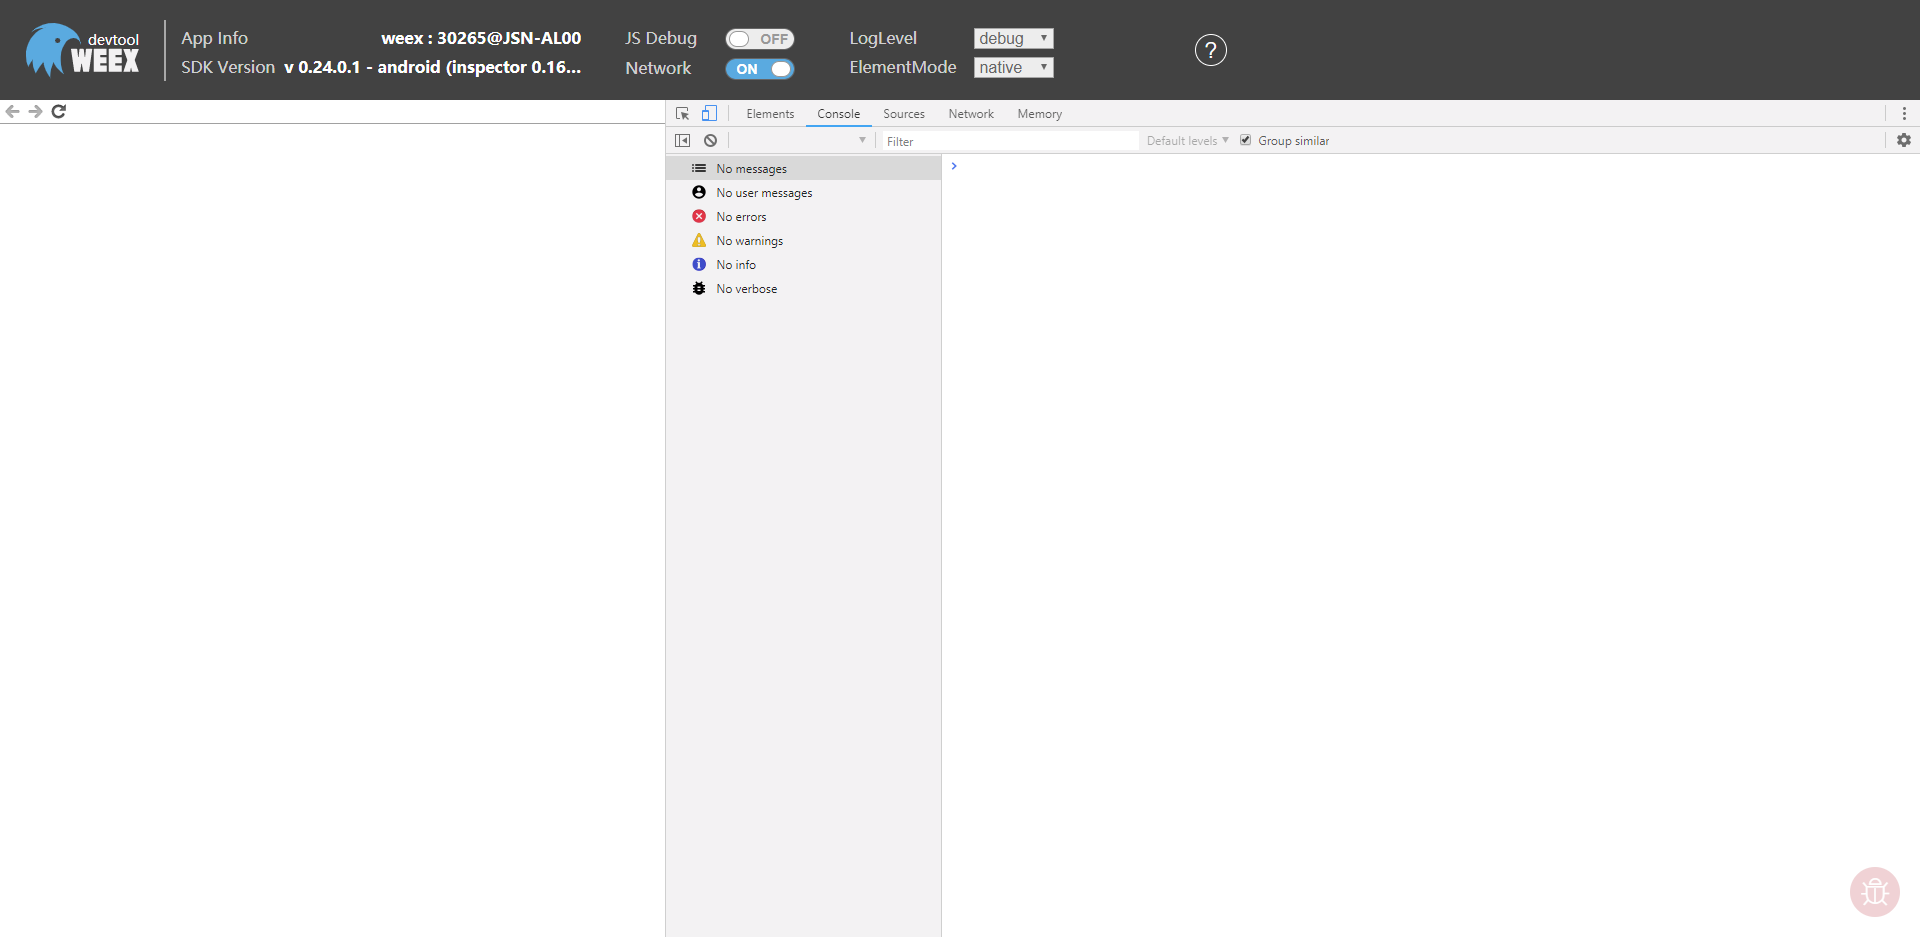 devtool
WEEX
App Info weex : 30265@JSN-AL00
SDK Version v 0.24.0.1 - android (inspector 0.16...
JS Debug OFF
Network ON
LogLevel debug
ElementMode native
?
Elements Console Sources Network Memory
Filter Default levels Group similar
No messages
No user messages
No errors
No warnings
No info
No verbose